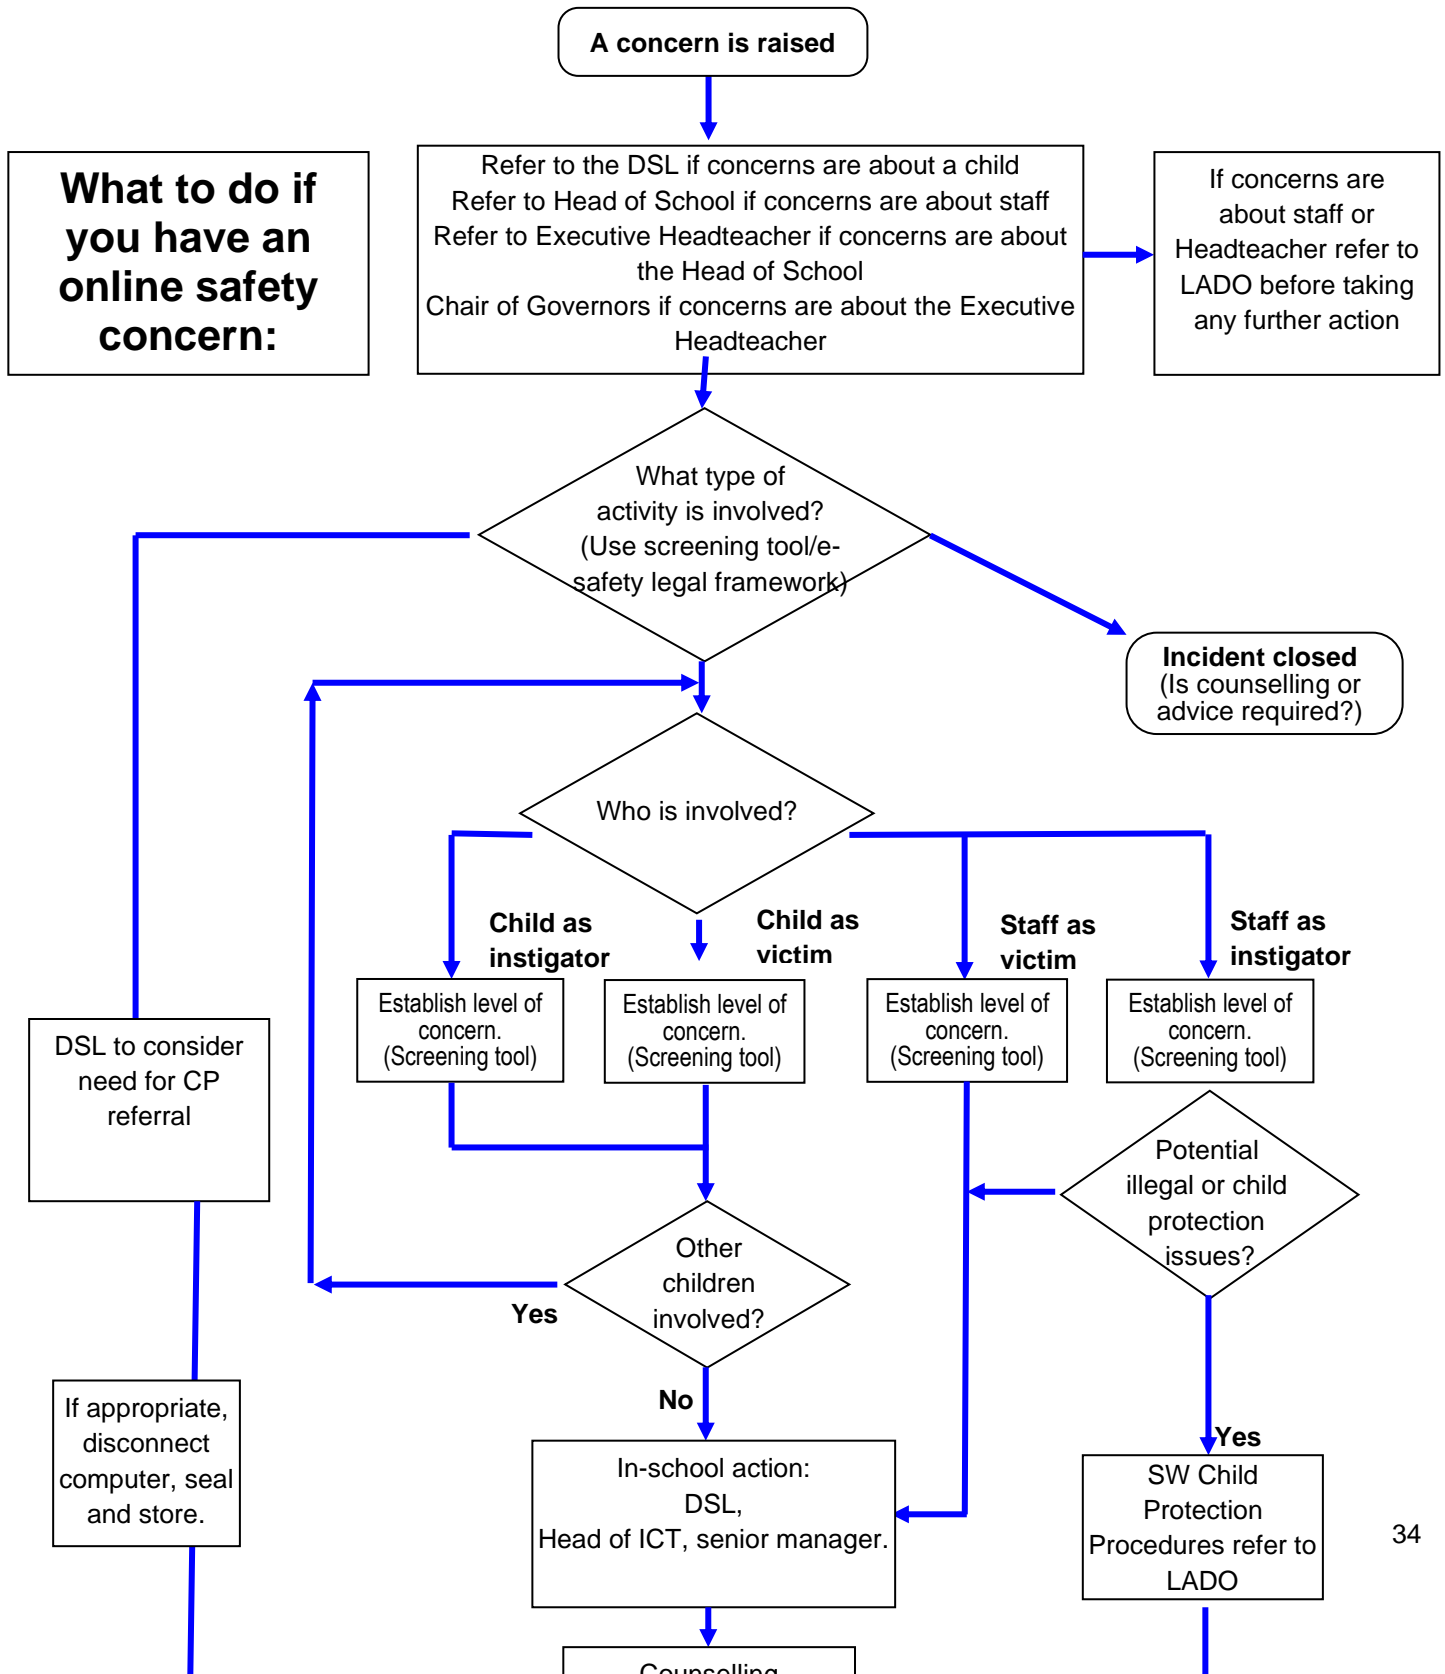 A concern is raised
What to do if
you have an
online safety
concern:
Refer to the DSL if concerns are about a child
Refer to Head of School if concerns are about staff
Refer to Executive Headteacher if concerns are about
the Head of School
Chair of Governors if concerns are about the Executive
Headteacher
If concerns are
about staff or
Headteacher refer to
LADO before taking
any further action
What type of
activity is involved?
(Use screening tool/e-
safety legal framework)
Incident closed
(Is counselling or
advice required?)
Who is involved?
Child as
instigator
Child as
victim
Staff as
victim
Staff as
instigator
Establish level of
concern.
(Screening tool)
Establish level of
concern.
(Screening tool)
Establish level of
concern.
(Screening tool)
Establish level of
concern.
(Screening tool)
DSL to consider
need for CP
referral
Potential
illegal or child
protection
issues?
Other
children
involved?
Yes
No
Yes
If appropriate,
disconnect
computer, seal
and store.
In-school action:
DSL,
Head of ICT, senior manager.
SW Child
Protection
Procedures refer to
LADO
34
Counselling